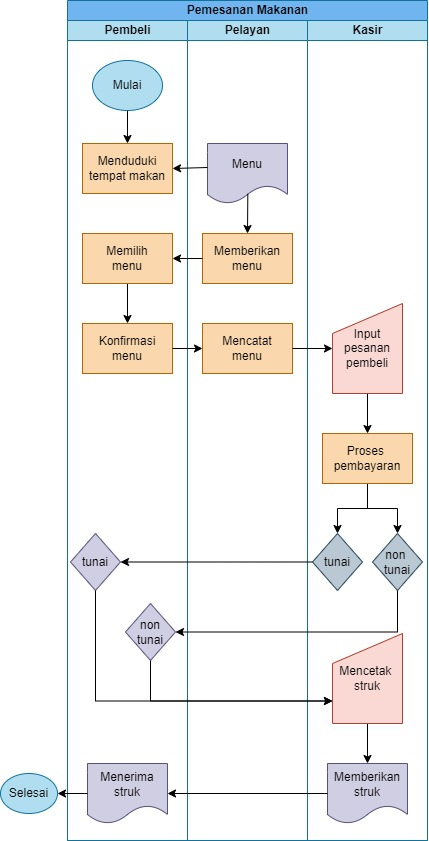 Pemesanan Makanan
Pembeli
Pelayan
Kasir
Mulai
Menduduki
tempat makan
Menu
Memilih
menu
Memberikan
menu
Konfirmasi
menu
Mencatat
menu
Input
pesanan
pembeli
Proses
pembayaran
tunai
tunai
non
tunai
non
tunai
Mencetak
struk
Selesai
Menerima
struk
Memberikan
struk